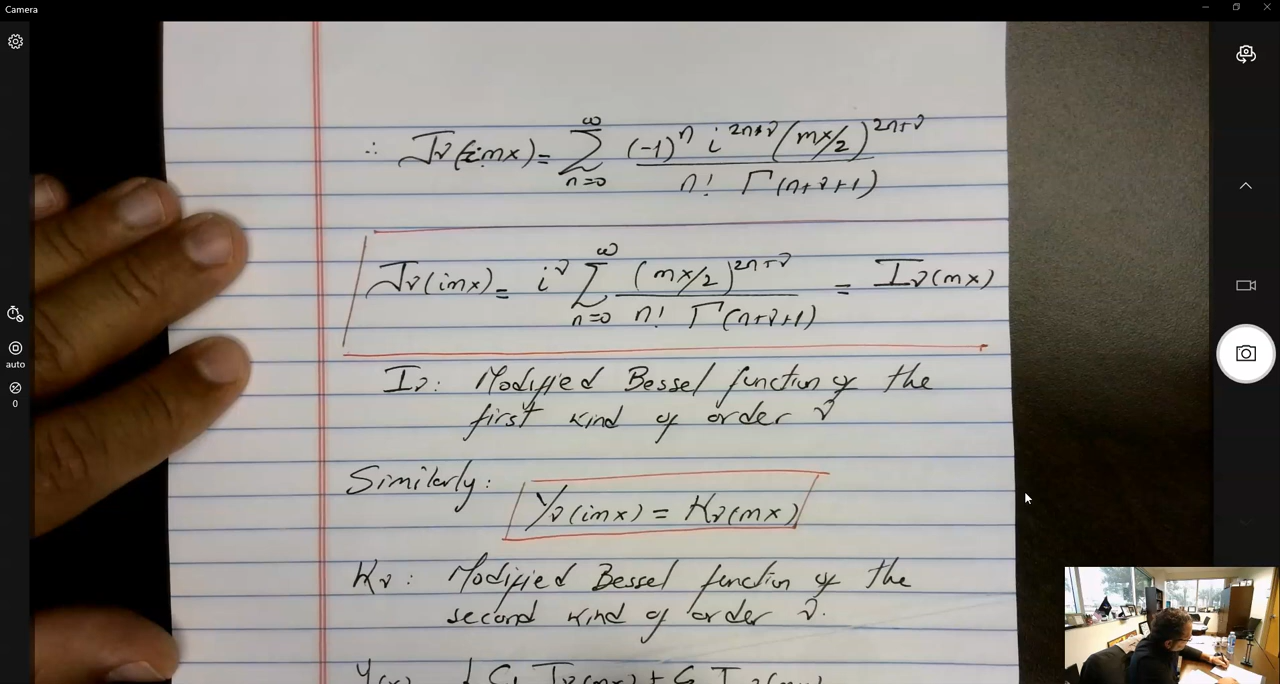 Camera
∴ Jν(imx) = ∞ Σ n=0 (-1)^n i^2n+ν (mx/2)^2n+ν / n! Γ(n+ν+1)
Jν(imx) = i^ν ∞ Σ n=0 (mx/2)^2n+ν / n! Γ(n+ν+1) = Iν(mx)
Iν: Modified Bessel function of the
first kind of order ν
Similarly:
Yν(imx) = Kν(mx)
Kν: Modified Bessel function of the
second kind of order ν.
auto
0